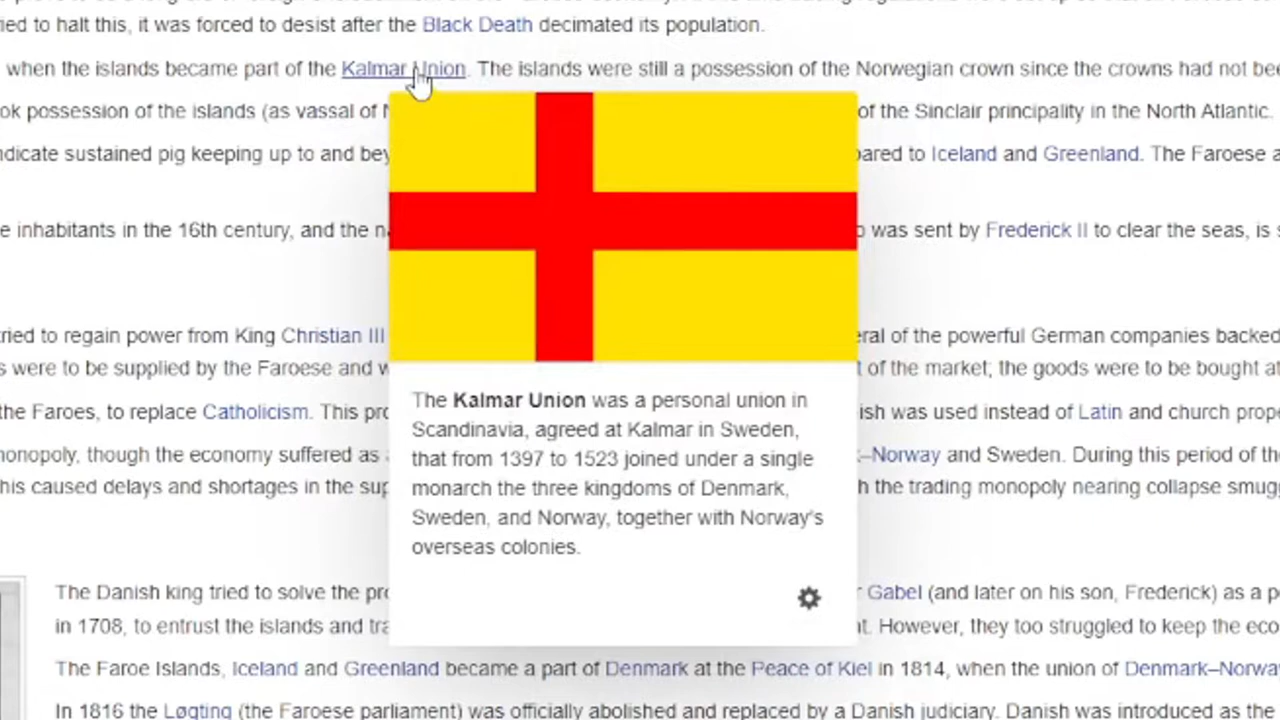 ied to halt this, it was forced to desist after the Black Death decimated its population.
when the islands became part of the Kalmar Union. The islands were still a possession of the Norwegian crown since the crowns had not bee
ok possession of the islands (as vassal of N
of the Sinclair principality in the North Atlantic.
ndicate sustained pig keeping up to and bey
pared to Iceland and Greenland. The Faroese a
e inhabitants in the 16th century, and the na
o was sent by Frederick II to clear the seas, is s
tried to regain power from King Christian III
eral of the powerful German companies backed
s were to be supplied by the Faroese and w
t of the market; the goods were to be bought at
the Faroes, to replace Catholicism. This pro
ish was used instead of Latin and church prope
monopoly, though the economy suffered as a
–Norway and Sweden. During this period of the
his caused delays and shortages in the sup
h the trading monopoly nearing collapse smugg
The Kalmar Union was a personal union in
Scandinavia, agreed at Kalmar in Sweden,
that from 1397 to 1523 joined under a single
monarch the three kingdoms of Denmark,
Sweden, and Norway, together with Norway's
overseas colonies.
The Danish king tried to solve the pro
r Gabel (and later on his son, Frederick) as a pe
in 1708, to entrust the islands and tra
t. However, they too struggled to keep the eco
The Faroe Islands, Iceland and Greenland became a part of Denmark at the Peace of Kiel in 1814, when the union of Denmark–Norwa
In 1816 the Løgting (the Faroese parliament) was officially abolished and replaced by a Danish judiciary. Danish was introduced as the